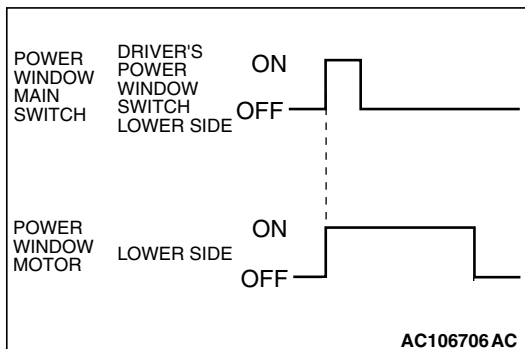 POWER
WINDOW
MAIN
SWITCH
DRIVER'S
POWER
WINDOW
SWITCH
LOWER SIDE
ON
OFF
POWER
WINDOW
MOTOR
LOWER SIDE
ON
OFF
AC106706 AC